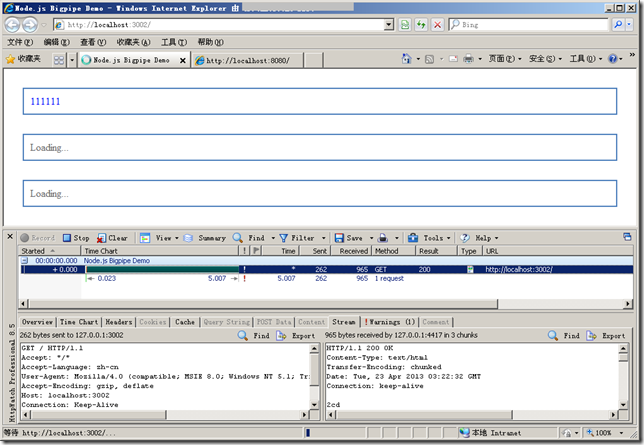 Node.js Bigpipe Demo - Windows Internet Explorer 由
http://localhost:3002/
Bing
文件(F) 编辑(E) 查看(V) 收藏夹(A) 工具(T) 帮助(H)
收藏夹 Node.js Bigpipe Demo http://localhost:8080/ 页面(P) 安全(S) 工具(O)
111111
Loading...
Loading...
Record Stop Clear View Summary Find Filter Save Tools Help
Started Time Chart ! Time Sent Received Method Result Type URL
00:00:00.000 Node.js Bigpipe Demo
+ 0.000 ! * 262 965 GET 200 http://localhost:3002/
0.023 5.007 ! 5.007 262 965 1 request
Overview Time Chart Headers Cookies Cache Query String POST Data Content Stream ! Warnings (1) Comment
262 bytes sent to 127.0.0.1:3002 Find Export
965 bytes received by 127.0.0.1:4417 in 3 chunks Find Export
GET / HTTP/1.1
Accept: */*
Accept-Language: zh-cn
User-Agent: Mozilla/4.0 (compatible; MSIE 8.0; Windows NT 5.1; Tr
Accept-Encoding: gzip, deflate
Host: localhost:3002
Connection: Keep-Alive
HTTP/1.1 200 OK
Content-Type: text/html
Transfer-Encoding: chunked
Date: Tue, 23 Apr 2013 03:22:32 GMT
Connection: keep-alive
2cd
HttpWatch Professional 8.5
等待 http://localhost:3002/... 本地 Intranet 100%